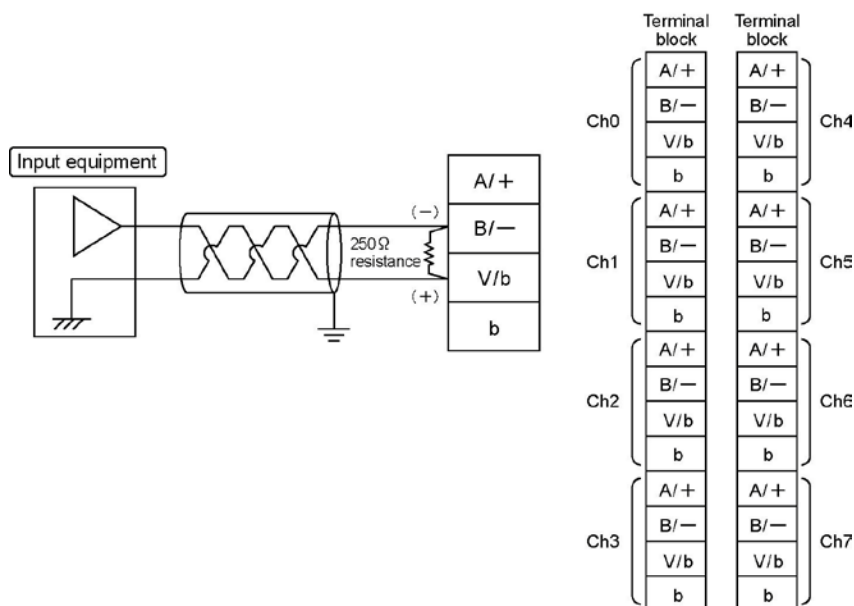 Input equipment
(−)
250Ω
resistance
(+)
A/+
B/−
V/b
b
Terminal
block
Terminal
block
Ch0
A/+
B/−
V/b
b
A/+
B/−
V/b
b
Ch4
Ch1
A/+
B/−
V/b
b
A/+
B/−
V/b
b
Ch5
Ch2
A/+
B/−
V/b
b
A/+
B/−
V/b
b
Ch6
Ch3
A/+
B/−
V/b
b
A/+
B/−
V/b
b
Ch7